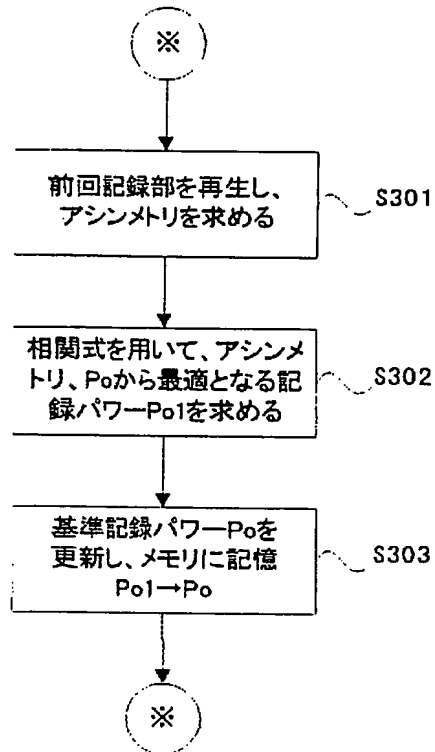 ※
前回記録部を再生し、
アシンメトリを求める
S301
相関式を用いて、アシンメ
トリ、Poから最適となる記
録パワーPo1を求める
S302
基準記録パワーPoを
更新し、メモリに記憶
Po1→Po
S303
※